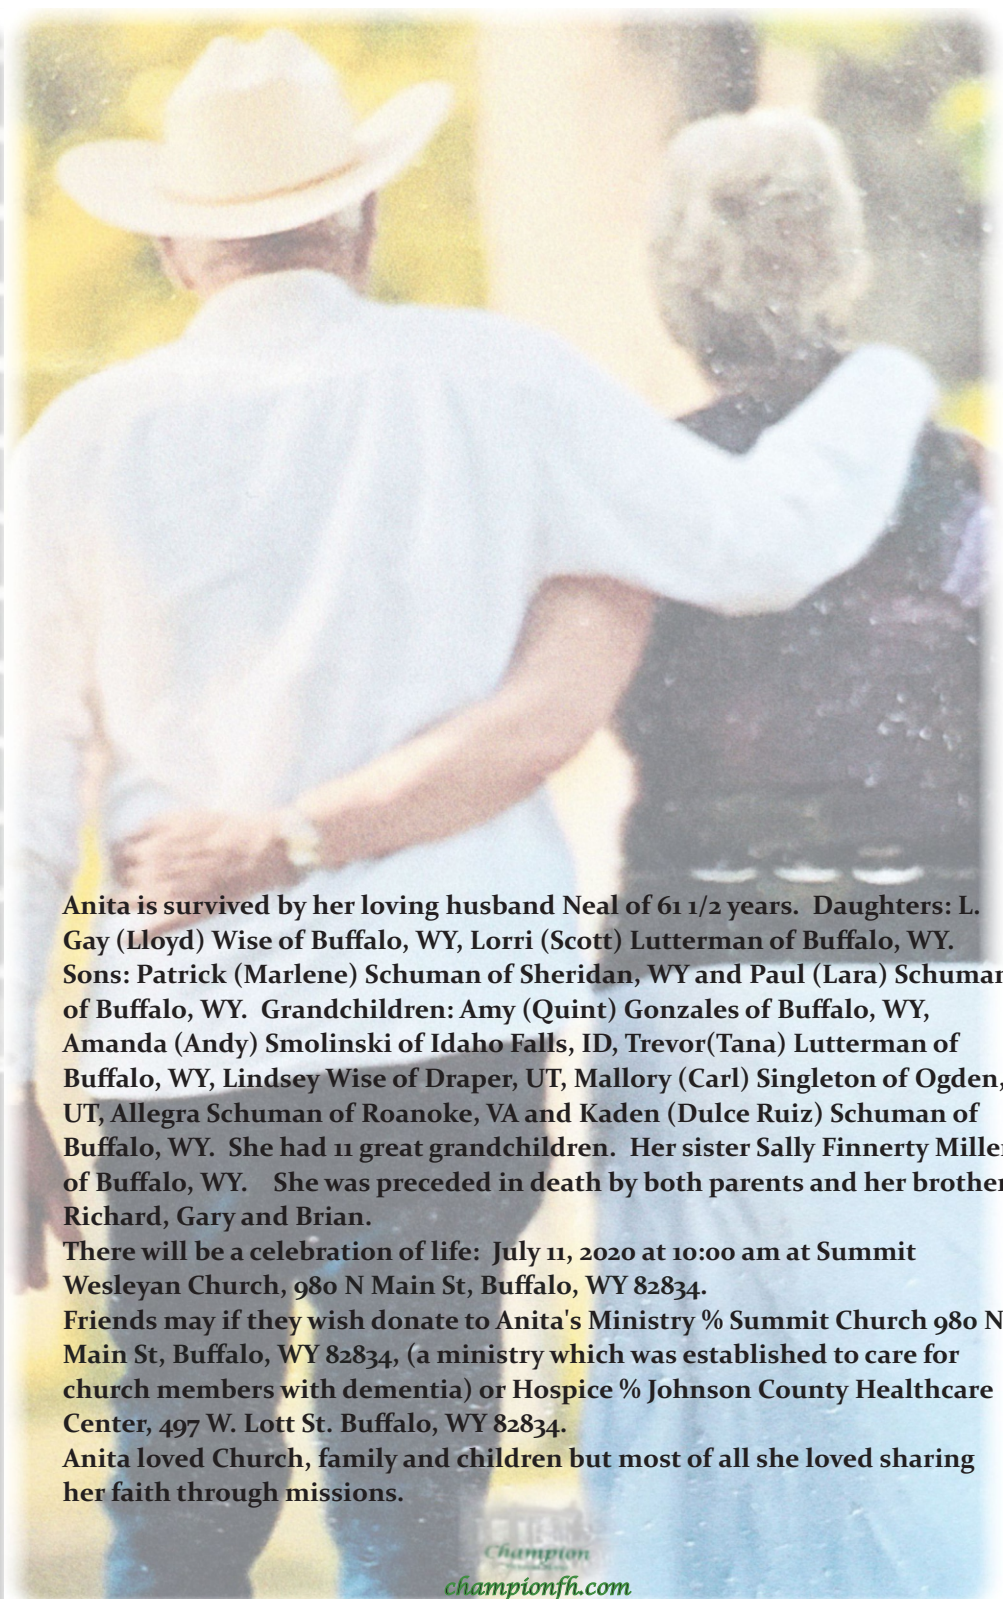 Anita is survived by her loving husband Neal of 61 1/2 years.  Daughters: L.
Gay (Lloyd) Wise of Buffalo, WY, Lorri (Scott) Lutterman of Buffalo, WY.
Sons: Patrick (Marlene) Schuman of Sheridan, WY and Paul (Lara) Schuman
of Buffalo, WY.  Grandchildren: Amy (Quint) Gonzales of Buffalo, WY,
Amanda (Andy) Smolinski of Idaho Falls, ID, Trevor(Tana) Lutterman of
Buffalo, WY, Lindsey Wise of Draper, UT, Mallory (Carl) Singleton of Ogden,
UT, Allegra Schuman of Roanoke, VA and Kaden (Dulce Ruiz) Schuman of
Buffalo, WY.  She had 11 great grandchildren.  Her sister Sally Finnerty Miller
of Buffalo, WY.    She was preceded in death by both parents and her brother
Richard, Gary and Brian.
There will be a celebration of life:  July 11, 2020 at 10:00 am at Summit
Wesleyan Church, 980 N Main St, Buffalo, WY 82834.
Friends may if they wish donate to Anita's Ministry % Summit Church 980 N
Main St, Buffalo, WY 82834, (a ministry which was established to care for
church members with dementia) or Hospice % Johnson County Healthcare
Center, 497 W. Lott St. Buffalo, WY 82834.
Anita loved Church, family and children but most of all she loved sharing
her faith through missions.
Champion
championfh.com